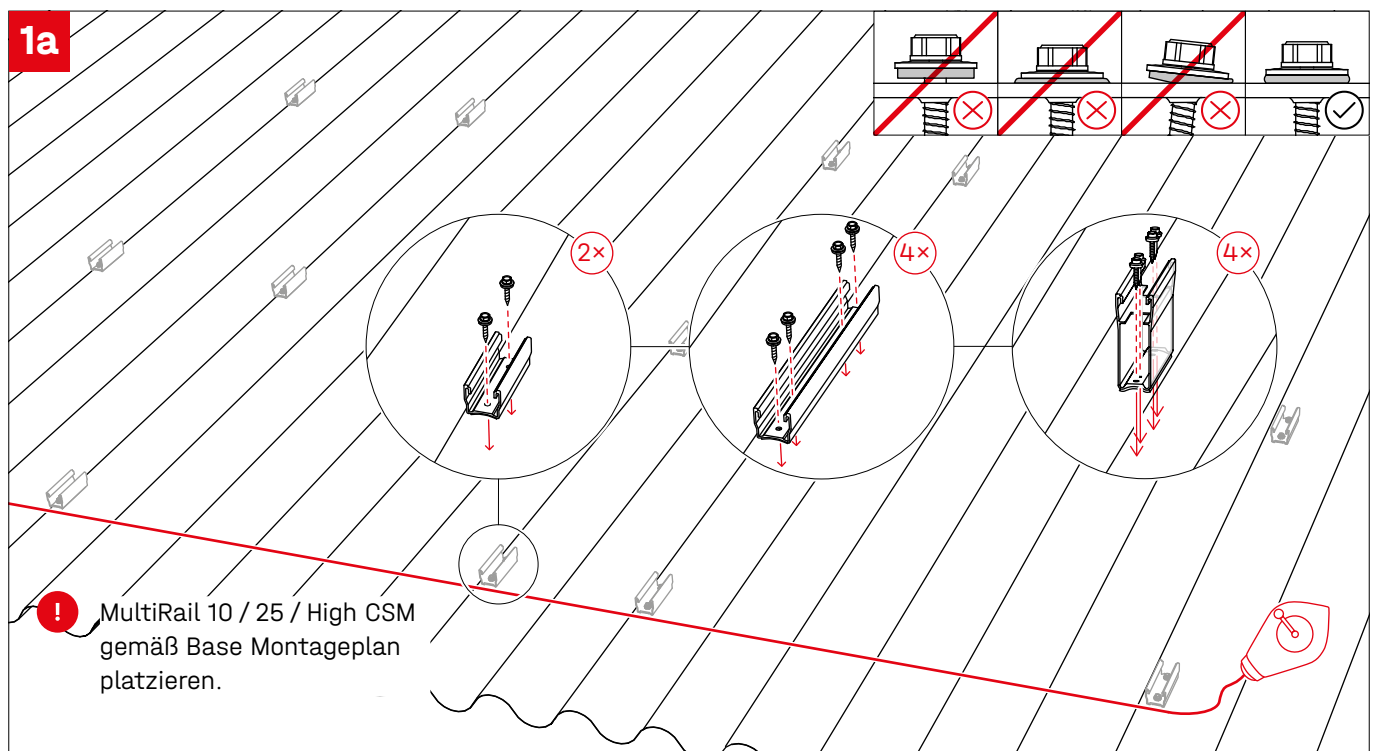 1a
2×
4×
4×
!
MultiRail 10 / 25 / High CSM
gemäß Base Montageplan
platzieren.